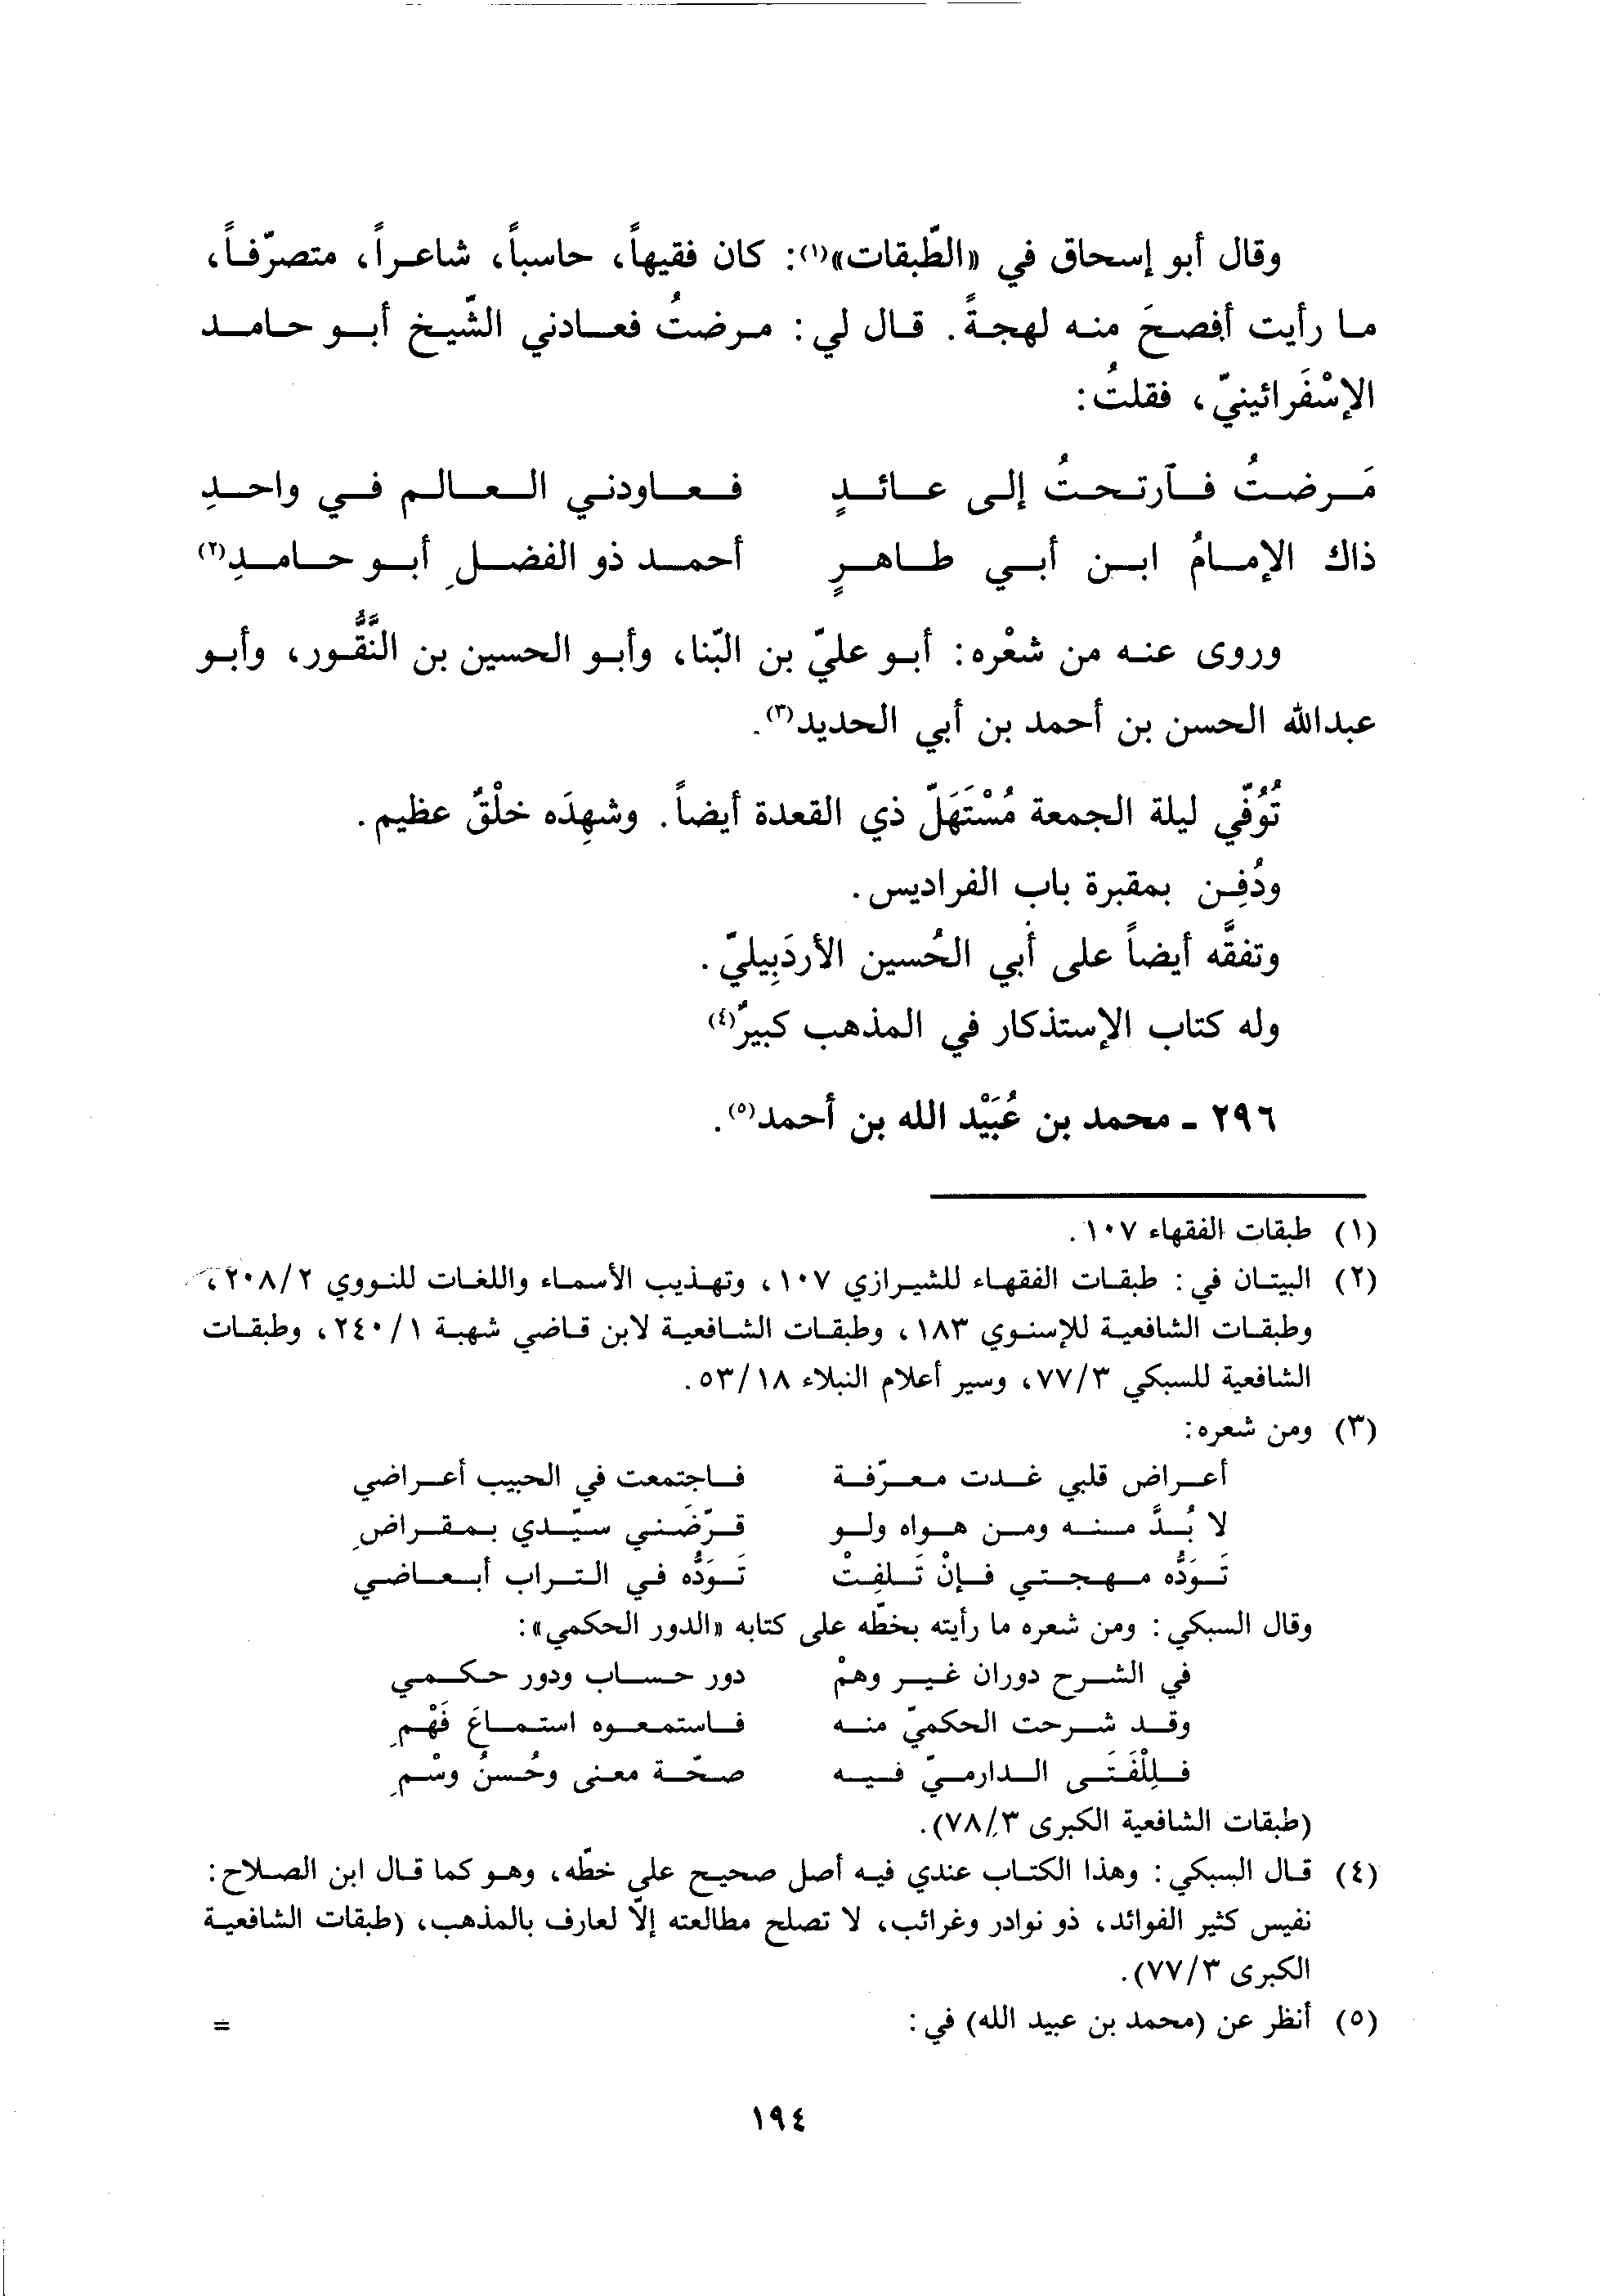 وقال أبو إسحاق في «الطّبقات»(١): كان فقيهاً، حاسباً، شاعراً، متصرّفاً،
ما رأيت أفصحَ منه لهجةً. قال لي: مرضتُ فعادني الشّيخ أبو حامد
الإسْفَرائينيّ، فقلتُ:
مَرضتُ فآرتحتُ إلى عائدٍ فعاودني العالم في واحدِ
ذاك الإمامُ ابن أبي طاهرٍ أحمد ذو الفضلِ أبو حامدِ(٢)
وروى عنه من شعْره: أبو عليّ بن البّنا، وأبو الحسين بن النَّقُّور، وأبو
عبدالله الحسن بن أحمد بن أبي الحديد(٣).
تُوُفّي ليلة الجمعة مُسْتَهَلّ ذي القعدة أيضاً. وشهِدَه خلْقٌ عظيم.
ودُفِن بمقبرة باب الفراديس.
وتفقَّه أيضاً على أبي الحُسين الأردَبِيليّ.
وله كتاب الإستذكار في المذهب كبيرٌ(٤)
٢٩٦ - محمد بن عُبَيْد الله بن أحمد(٥).
(١) طبقات الفقهاء ١٠٧.
(٢) البيتان في: طبقات الفقهاء للشيرازي ١٠٧، وتهذيب الأسماء واللغات للنووي ٢/٢٠٨،
وطبقات الشافعية للإسنوي ١٨٣، وطبقات الشافعية لابن قاضي شهبة ١/٢٤٠، وطبقات
الشافعية للسبكي ٣/٧٧، وسير أعلام النبلاء ١٨/٥٣.
(٣) ومن شعره:
أعراض قلبي غدت معرّفة فاجتمعت في الحبيب أعراضي
لا بُدَّ منه ومن هواه ولو قرّضَني سيّدي بمقراضِ
تَوَدُّه مهجتي فإنْ تَلفِتْ تَوَدُّه في التراب أبعاضي
وقال السبكي: ومن شعره ما رأيته بخطّه على كتابه «الدور الحكمي»:
في الشرح دوران غير وهمْ دور حساب ودور حكمي
وقد شرحت الحكميّ منه فاستمعوه استماعَ فَهْمِ
فلِلْفَتَى الدارميّ فيه صحّة معنى وحُسنُ وسْمِ
(طبقات الشافعية الكبرى ٣/٧٨).
(٤) قال السبكي: وهذا الكتاب عندي فيه أصل صحيح على خطّه، وهو كما قال ابن الصلاح:
نفيس كثير الفوائد، ذو نوادر وغرائب، لا تصلح مطالعته إلاّ لعارف بالمذهب، (طبقات الشافعية
الكبرى ٣/٧٧).
(٥) أنظر عن (محمد بن عبيد الله) في: =
١٩٤